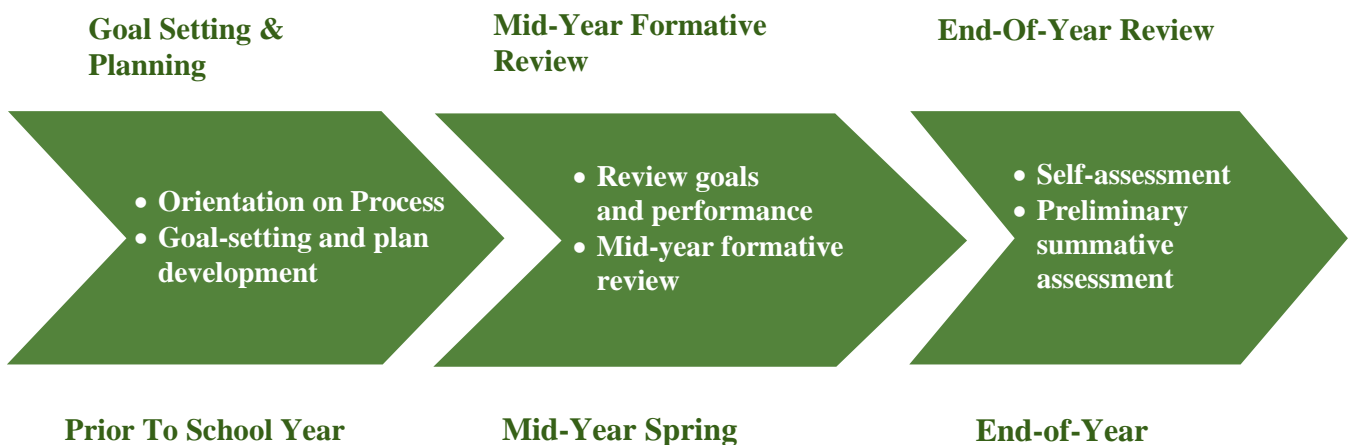 Goal Setting &
Planning
Mid-Year Formative
Review
End-Of-Year Review
• Orientation on Process
• Goal-setting and plan
development
• Review goals
and performance
• Mid-year formative
review
• Self-assessment
• Preliminary
summative
assessment
Prior To School Year
Mid-Year Spring
End-of-Year